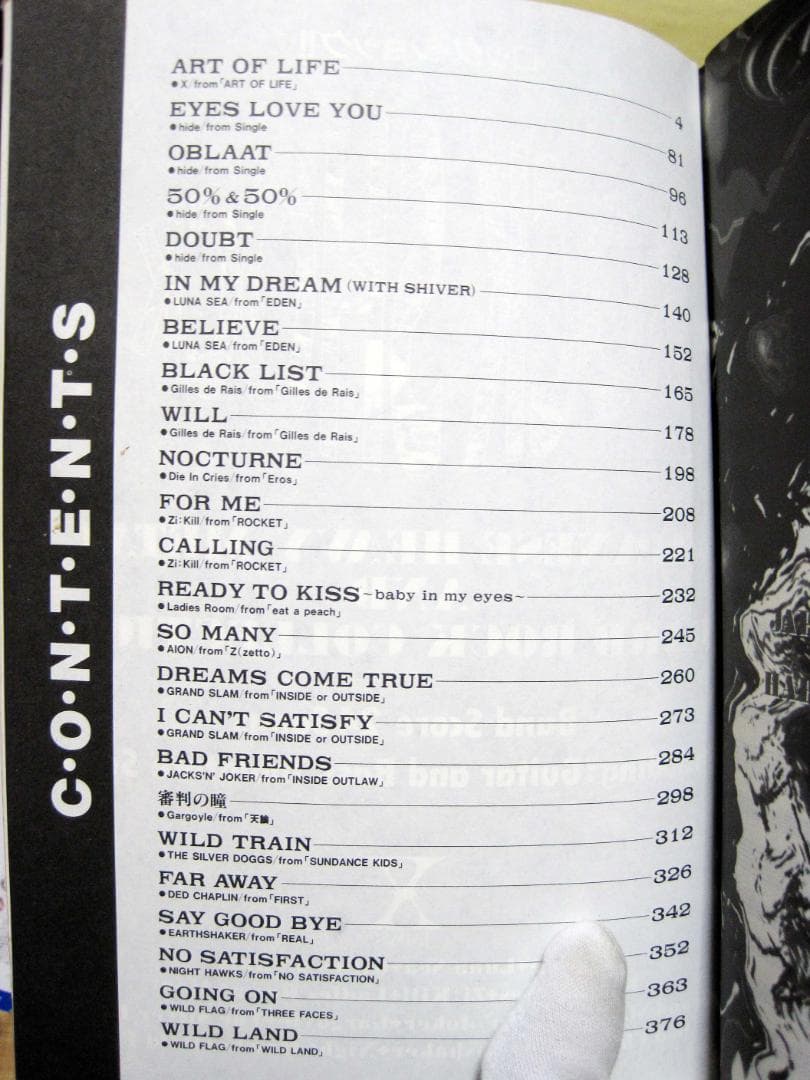 C·O·N·T·E·N·T·S
ART OF LIFE 4
●X/from「ART OF LIFE」
EYES LOVE YOU 81
●hide/from Single
OBLAAT 96
●hide/from Single
50% & 50% 113
●hide/from Single
DOUBT 128
●hide/from Single
IN MY DREAM (WITH SHIVER) 140
●LUNA SEA/from「EDEN」
BELIEVE 152
●LUNA SEA/from「EDEN」
BLACK LIST 165
●Gilles de Rais/from「Gilles de Rais」
WILL 178
●Gilles de Rais/from「Gilles de Rais」
NOCTURNE 198
●Die In Cries/from「Eros」
FOR ME 208
●Zi:Kill/from「ROCKET」
CALLING 221
●Zi:Kill/from「ROCKET」
READY TO KISS ~baby in my eyes~ 232
●Ladies Room/from「eat a peach」
SO MANY 245
●AION/from「Z(zetto)」
DREAMS COME TRUE 260
●GRAND SLAM/from「INSIDE or OUTSIDE」
I CAN'T SATISFY 273
●GRAND SLAM/from「INSIDE or OUTSIDE」
BAD FRIENDS 284
●JACKS'N' JOKER/from「INSIDE OUTLAW」
審判の瞳 298
●Gargoyle/from「天論」
WILD TRAIN 312
●THE SILVER DOGGS/from「SUNDANCE KIDS」
FAR AWAY 326
●DED CHAPLIN/from「FIRST」
SAY GOOD BYE 342
●EARTHSHAKER/from「REAL」
NO SATISFACTION 352
●NIGHT HAWKS/from「NO SATISFACTION」
GOING ON 363
●WILD FLAG/from「THREE FACES」
WILD LAND 376
●WILD FLAG/from「WILD LAND」